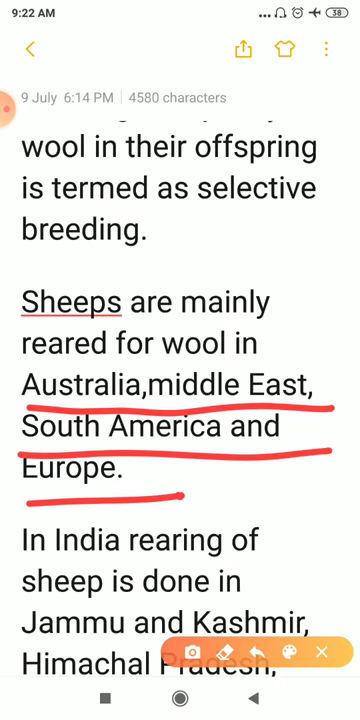 9:22 AM
38
9 July 6:14 PM | 4580 characters
wool in their offspring
is termed as selective
breeding.
Sheeps are mainly
reared for wool in
Australia,middle East,
South America and
Europe.
In India rearing of
sheep is done in
Jammu and Kashmir,
Himachal Pradesh,